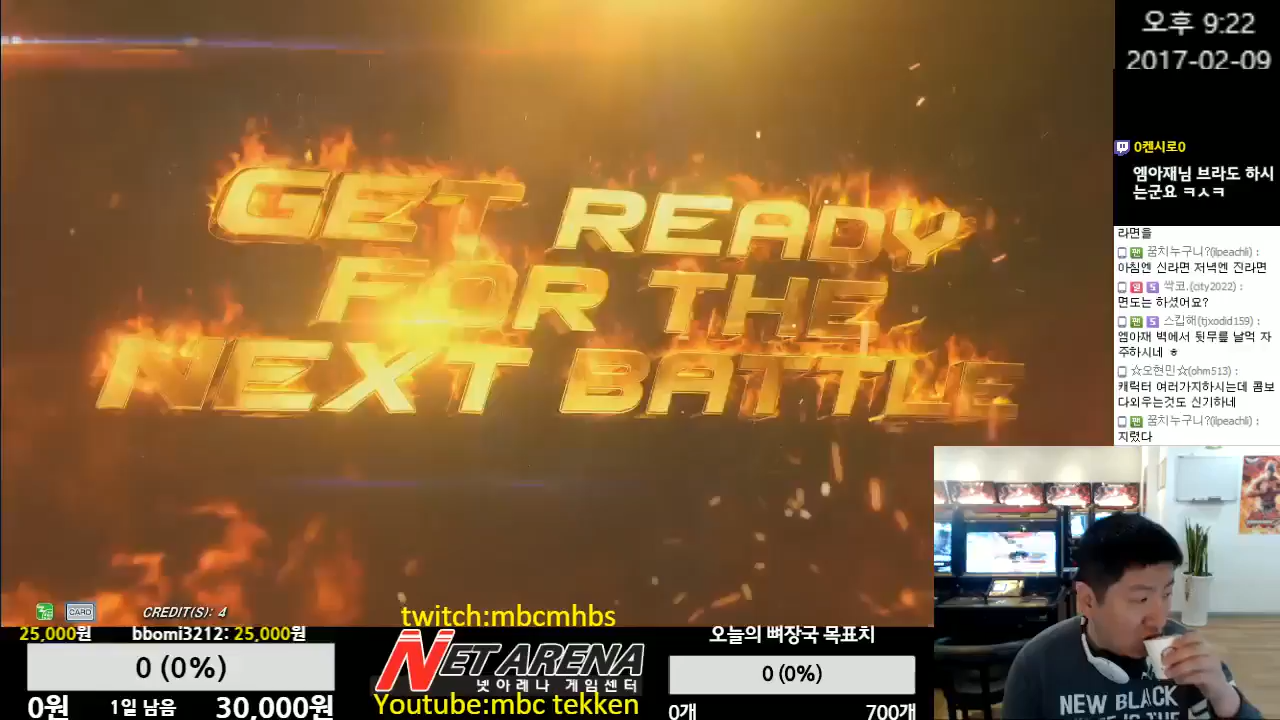 GET READY
FOR THE
NEXT BATTLE
CARD
CREDIT(S): 4
오후 9:22
2017-02-09
0켄시로0
엠아재님 브라도 하시
는군요 ㅋㅅㅋ
라면을
팬 꿈치누구니?(ilpeachli) :
아침엔 신라면 저녁엔 진라면
열 S 싹코.(city2022) :
면도는 하셨어요?
팬 S 스킵해(tjxodid159) :
엠아재 벽에서 뒷무릎 날먹 자
주하시네 ㅎ
☆오현민☆(ohm513) :
캐릭터 여러가지하시는데 콤보
다외우는것도 신기하네
팬 꿈치누구니?(ilpeachli) :
지렸다
25,000원 bbomi3212: 25,000원
0 (0%)
0원 1일 남음 30,000원
twitch:mbcmhbs
NET ARENA
넷아레나 게임센터
Youtube:mbc tekken
오늘의 뼈장국 목표치
0 (0%)
0개 700개
NEW BLACK